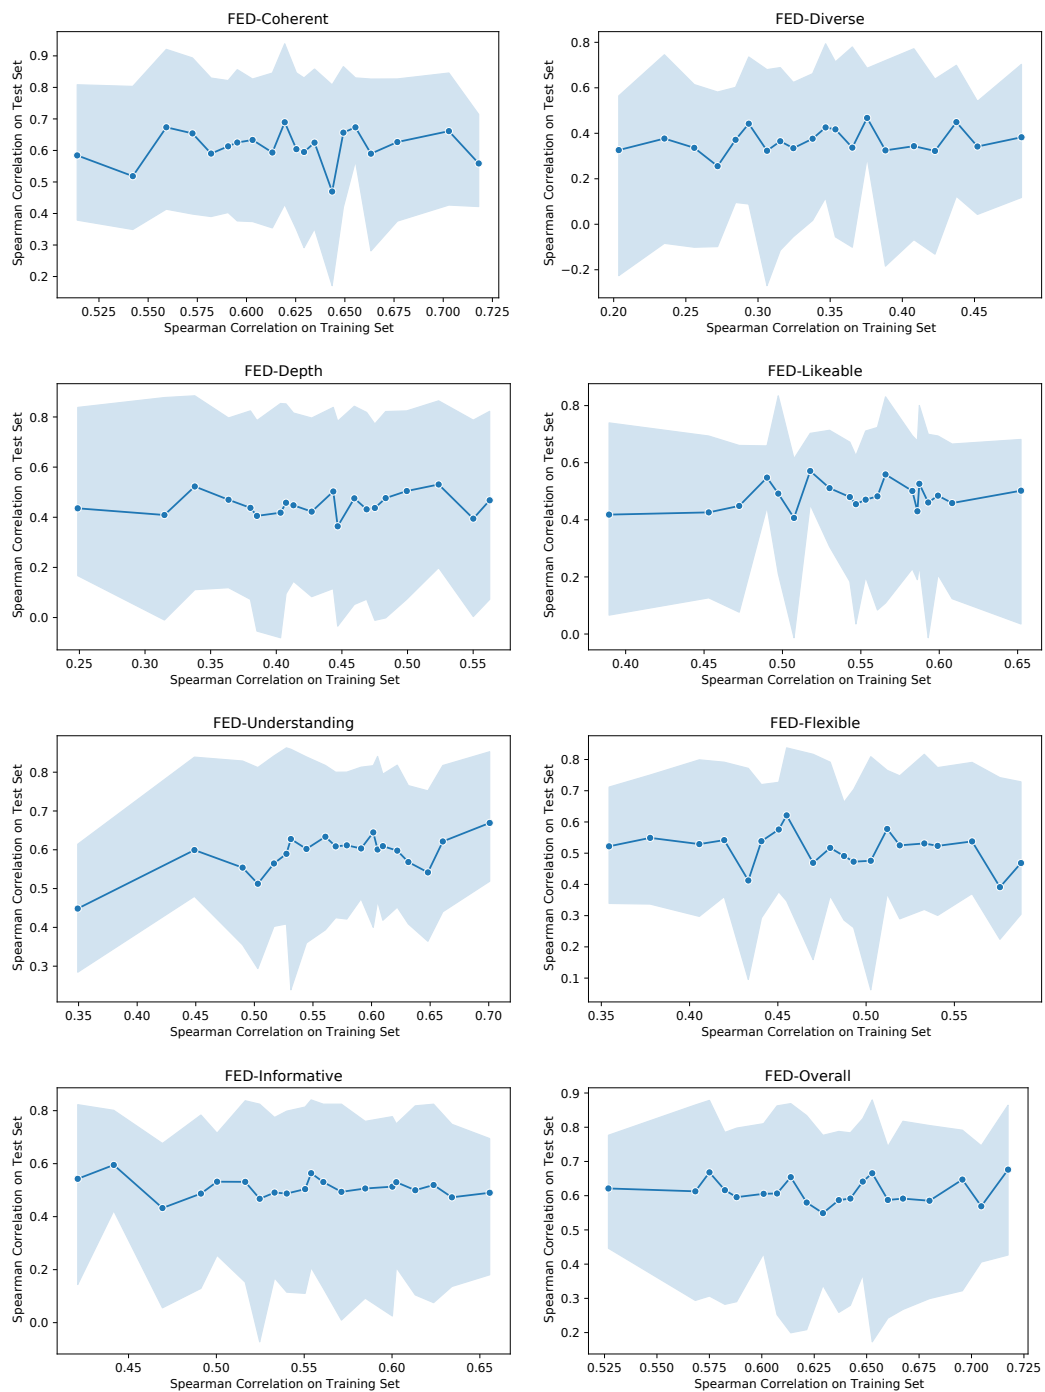 FED-Coherent
Spearman Correlation on Test Set
0.9
0.8
0.7
0.6
0.5
0.4
0.3
0.2
0.525 0.550 0.575 0.600 0.625 0.650 0.675 0.700 0.725
Spearman Correlation on Training Set
FED-Diverse
Spearman Correlation on Test Set
0.8
0.6
0.4
0.2
0.0
−0.2
0.20 0.25 0.30 0.35 0.40 0.45
Spearman Correlation on Training Set
FED-Depth
Spearman Correlation on Test Set
0.8
0.6
0.4
0.2
0.0
0.25 0.30 0.35 0.40 0.45 0.50 0.55
Spearman Correlation on Training Set
FED-Likeable
Spearman Correlation on Test Set
0.8
0.6
0.4
0.2
0.0
0.40 0.45 0.50 0.55 0.60 0.65
Spearman Correlation on Training Set
FED-Understanding
Spearman Correlation on Test Set
0.8
0.7
0.6
0.5
0.4
0.3
0.35 0.40 0.45 0.50 0.55 0.60 0.65 0.70
Spearman Correlation on Training Set
FED-Flexible
Spearman Correlation on Test Set
0.8
0.7
0.6
0.5
0.4
0.3
0.2
0.1
0.35 0.40 0.45 0.50 0.55
Spearman Correlation on Training Set
FED-Informative
Spearman Correlation on Test Set
0.8
0.6
0.4
0.2
0.0
0.45 0.50 0.55 0.60 0.65
Spearman Correlation on Training Set
FED-Overall
Spearman Correlation on Test Set
0.9
0.8
0.7
0.6
0.5
0.4
0.3
0.2
0.525 0.550 0.575 0.600 0.625 0.650 0.675 0.700 0.725
Spearman Correlation on Training Set